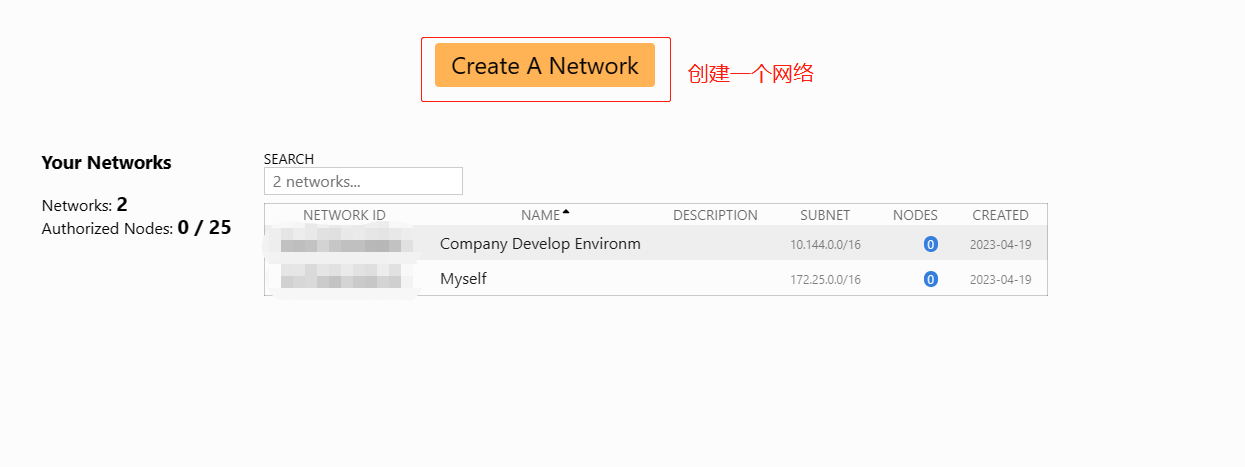 Create A Network
创建一个网络
Your Networks
Networks: 2
Authorized Nodes: 0 / 25
SEARCH
2 networks...
NETWORK ID NAME DESCRIPTION SUBNET NODES CREATED
Company Develop Environm 10.144.0.0/16 0 2023-04-19
Myself 172.25.0.0/16 0 2023-04-19